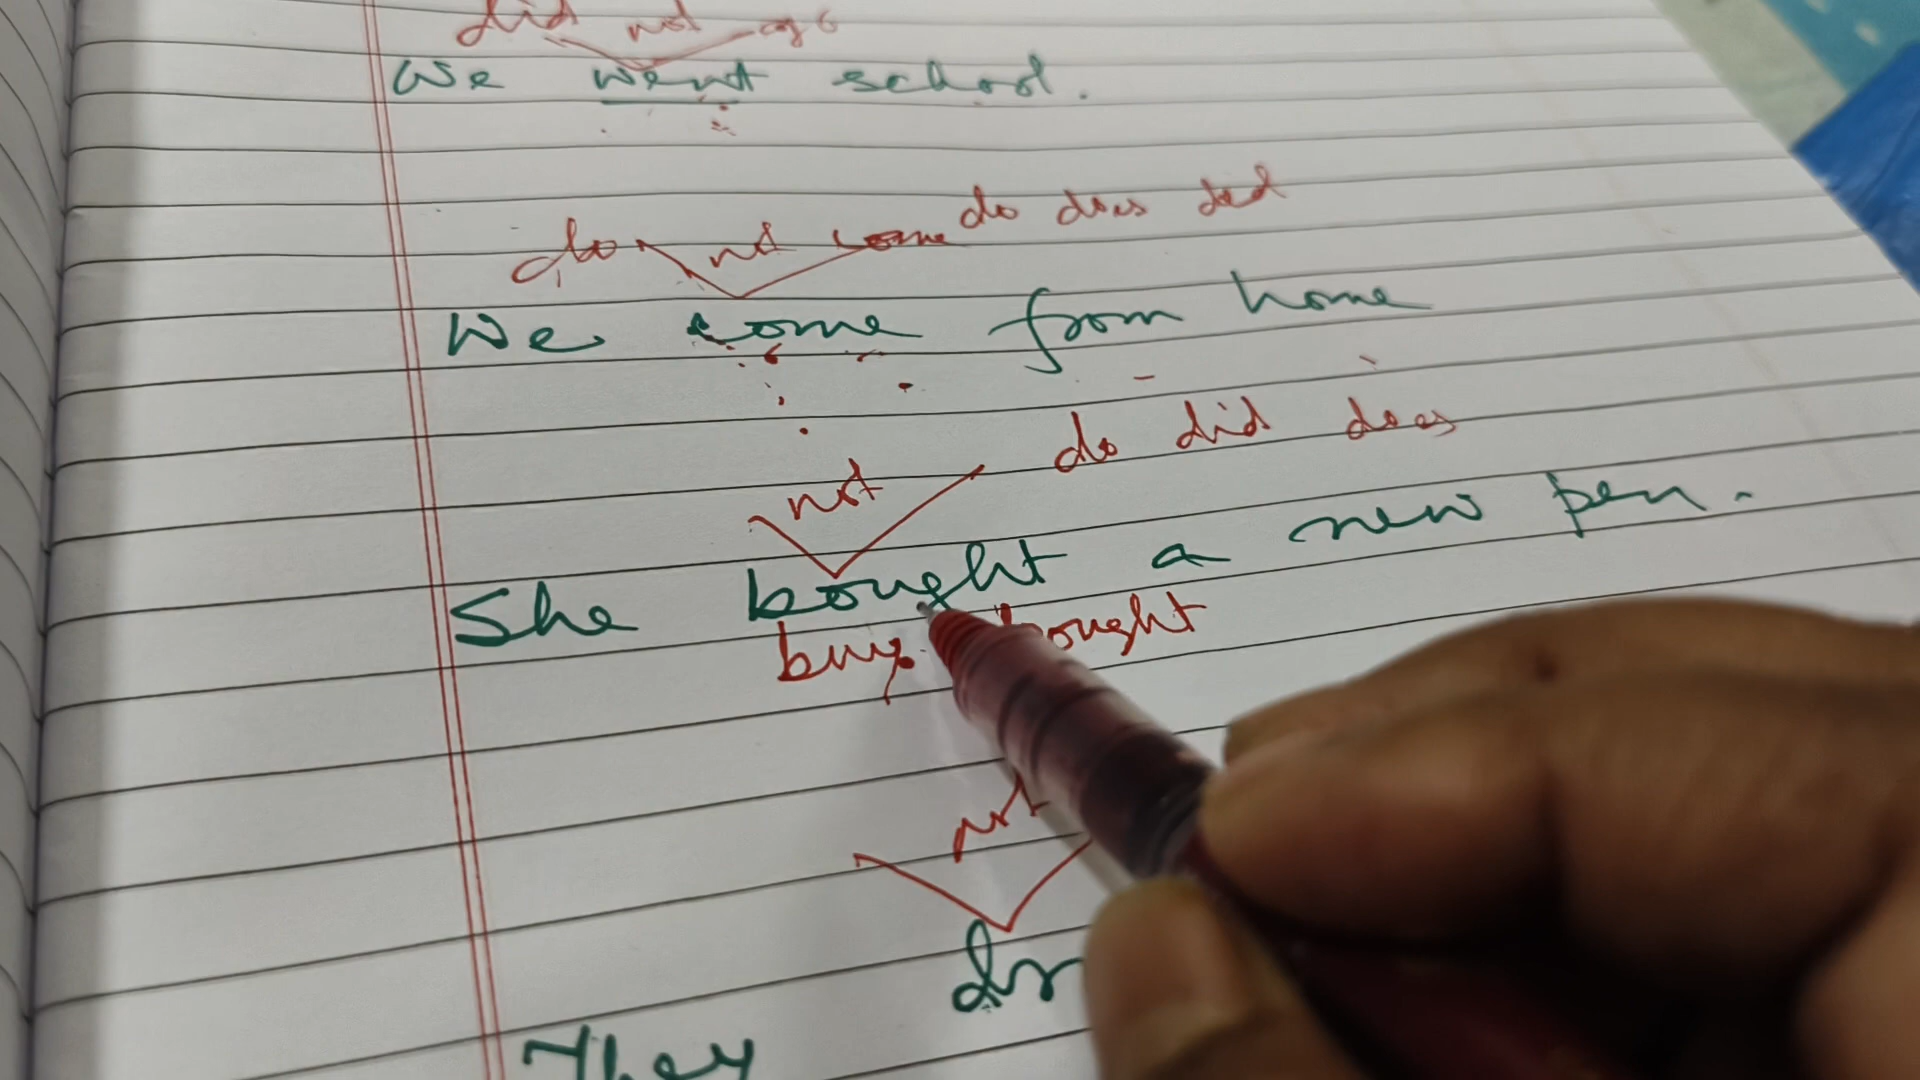 did not go
We went school.
do not come do does did
We come from home
not do did does
She bought a new pen.
buy bought
not
They